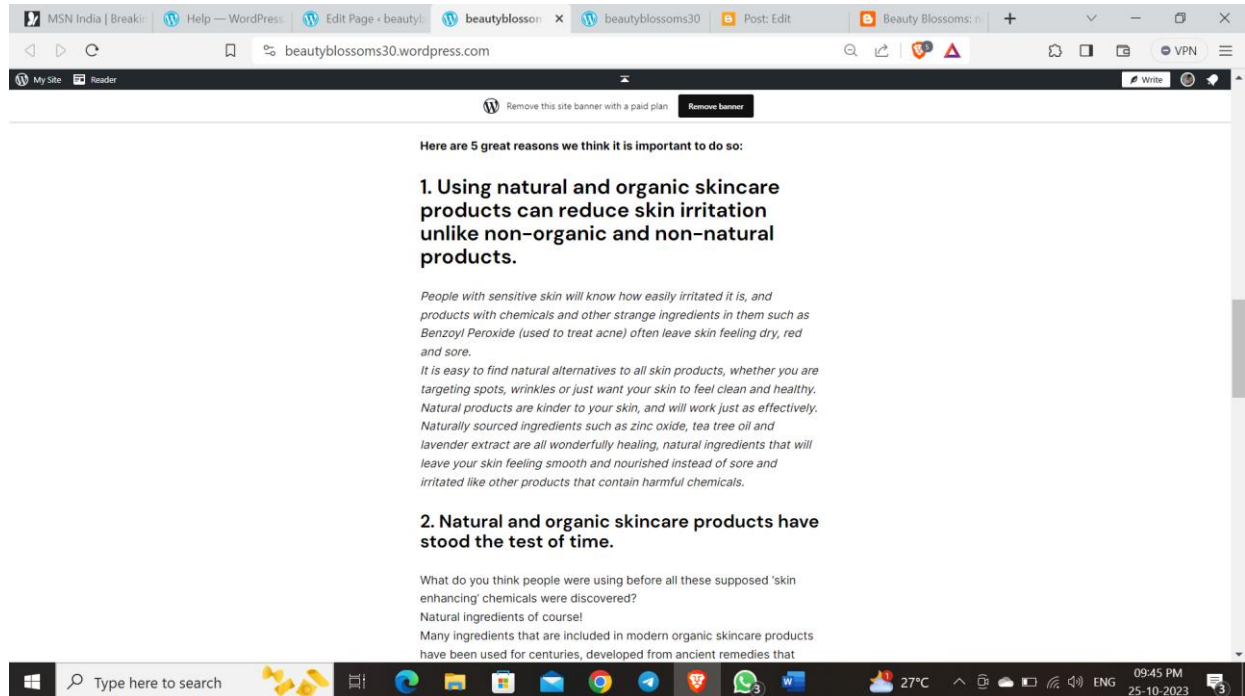 MSN India | Breakin
Help — WordPress.
Edit Page ‹ beautyb
beautyblosson
beautyblossoms30
Post: Edit
Beauty Blossoms: n
beautyblossoms30.wordpress.com
VPN
My Site
Reader
Write
Remove this site banner with a paid plan
Remove banner
Here are 5 great reasons we think it is important to do so:
1. Using natural and organic skincare
products can reduce skin irritation
unlike non-organic and non-natural
products.
People with sensitive skin will know how easily irritated it is, and
products with chemicals and other strange ingredients in them such as
Benzoyl Peroxide (used to treat acne) often leave skin feeling dry, red
and sore.
It is easy to find natural alternatives to all skin products, whether you are
targeting spots, wrinkles or just want your skin to feel clean and healthy.
Natural products are kinder to your skin, and will work just as effectively.
Naturally sourced ingredients such as zinc oxide, tea tree oil and
lavender extract are all wonderfully healing, natural ingredients that will
leave your skin feeling smooth and nourished instead of sore and
irritated like other products that contain harmful chemicals.
2. Natural and organic skincare products have
stood the test of time.
What do you think people were using before all these supposed 'skin
enhancing' chemicals were discovered?
Natural ingredients of course!
Many ingredients that are included in modern organic skincare products
have been used for centuries, developed from ancient remedies that
Type here to search
27°C
ENG
09:45 PM
25-10-2023